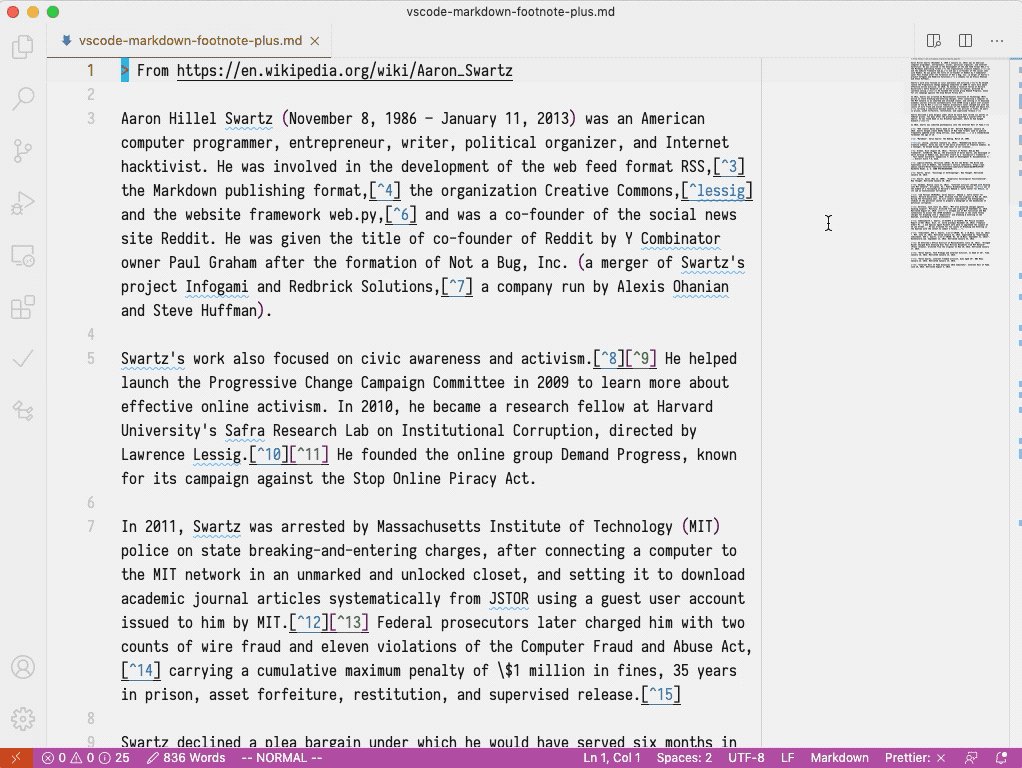 vscode-markdown-footnote-plus.md
vscode-markdown-footnote-plus.md
1 > From https://en.wikipedia.org/wiki/Aaron_Swartz
2
3 Aaron Hillel Swartz (November 8, 1986 – January 11, 2013) was an American
computer programmer, entrepreneur, writer, political organizer, and Internet
hacktivist. He was involved in the development of the web feed format RSS,[^3]
the Markdown publishing format,[^4] the organization Creative Commons,[^lessig]
and the website framework web.py,[^6] and was a co-founder of the social news
site Reddit. He was given the title of co-founder of Reddit by Y Combinator
owner Paul Graham after the formation of Not a Bug, Inc. (a merger of Swartz's
project Infogami and Redbrick Solutions,[^7] a company run by Alexis Ohanian
and Steve Huffman).
4
5 Swartz's work also focused on civic awareness and activism.[^8][^9] He helped
launch the Progressive Change Campaign Committee in 2009 to learn more about
effective online activism. In 2010, he became a research fellow at Harvard
University's Safra Research Lab on Institutional Corruption, directed by
Lawrence Lessig.[^10][^11] He founded the online group Demand Progress, known
for its campaign against the Stop Online Piracy Act.
6
7 In 2011, Swartz was arrested by Massachusetts Institute of Technology (MIT)
police on state breaking-and-entering charges, after connecting a computer to
the MIT network in an unmarked and unlocked closet, and setting it to download
academic journal articles systematically from JSTOR using a guest user account
issued to him by MIT.[^12][^13] Federal prosecutors later charged him with two
counts of wire fraud and eleven violations of the Computer Fraud and Abuse Act,
[^14] carrying a cumulative maximum penalty of \$1 million in fines, 35 years
in prison, asset forfeiture, restitution, and supervised release.[^15]
8
9 Swartz declined a plea bargain under which he would have served six months in
0 0 25 836 Words -- NORMAL -- Ln 1, Col 1 Spaces: 2 UTF-8 LF Markdown Prettier: ×